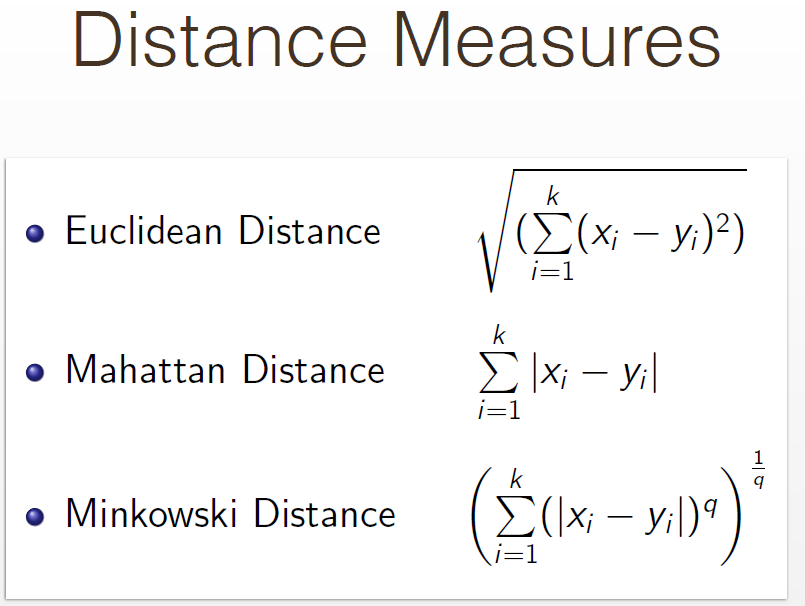 Distance Measures
• Euclidean Distance √((∑_{i=1}^{k}(x_i − y_i)²))
• Mahattan Distance ∑_{i=1}^{k} |x_i − y_i|
• Minkowski Distance (∑_{i=1}^{k}(|x_i − y_i|)^q)^{1/q}